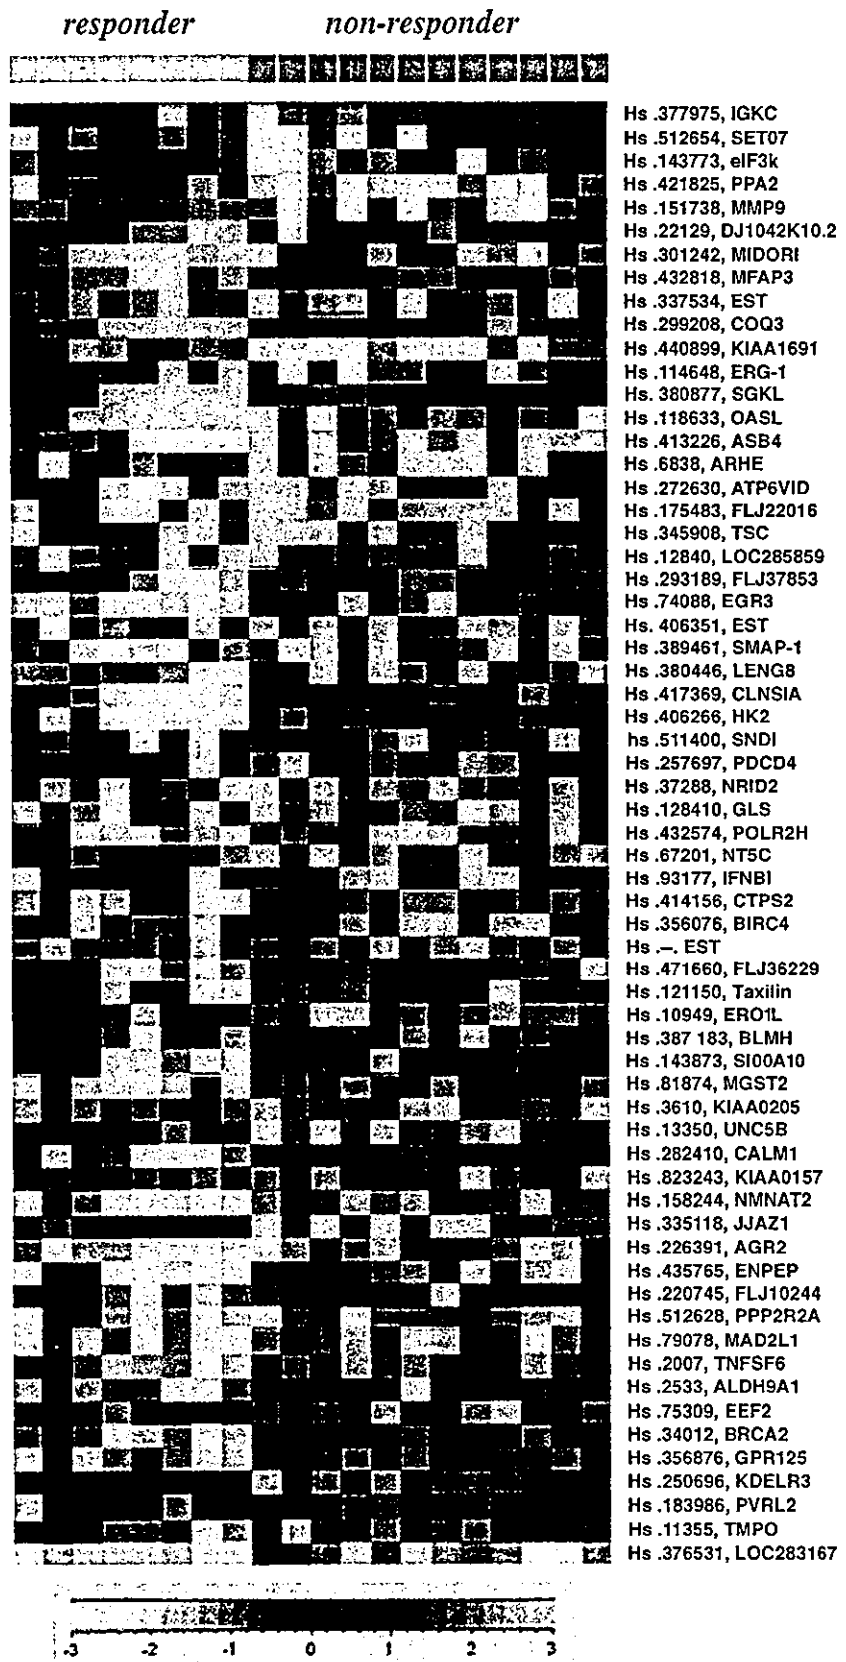 responder non-responder
Hs .377975, IGKC
Hs .512654, SET07
Hs .143773, eIF3k
Hs .421825, PPA2
Hs .151738, MMP9
Hs .22129, DJ1042K10.2
Hs .301242, MIDORI
Hs .432818, MFAP3
Hs .337534, EST
Hs .299208, COQ3
Hs .440899, KIAA1691
Hs .114648, ERG-1
Hs. 380877, SGKL
Hs .118633, OASL
Hs .413226, ASB4
Hs .6838, ARHE
Hs .272630, ATP6VID
Hs .175483, FLJ22016
Hs .345908, TSC
Hs .12840, LOC285859
Hs .293189, FLJ37853
Hs .74088, EGR3
Hs. 406351, EST
Hs .389461, SMAP-1
Hs .380446, LENG8
Hs .417369, CLNSIA
Hs .406266, HK2
hs .511400, SNDI
Hs .257697, PDCD4
Hs .37288, NRID2
Hs .128410, GLS
Hs .432574, POLR2H
Hs .67201, NT5C
Hs .93177, IFNBI
Hs .414156, CTPS2
Hs .356076, BIRC4
Hs .–. EST
Hs .471660, FLJ36229
Hs .121150, Taxilin
Hs .10949, ERO1L
Hs .387 183, BLMH
Hs .143873, SI00A10
Hs .81874, MGST2
Hs .3610, KIAA0205
Hs .13350, UNC5B
Hs .282410, CALM1
Hs .823243, KIAA0157
Hs .158244, NMNAT2
Hs .335118, JJAZ1
Hs .226391, AGR2
Hs .435765, ENPEP
Hs .220745, FLJ10244
Hs .512628, PPP2R2A
Hs .79078, MAD2L1
Hs .2007, TNFSF6
Hs .2533, ALDH9A1
Hs .75309, EEF2
Hs .34012, BRCA2
Hs .356876, GPR125
Hs .250696, KDELR3
Hs .183986, PVRL2
Hs .11355, TMPO
Hs .376531, LOC283167
-3 -2 -1 0 1 2 3